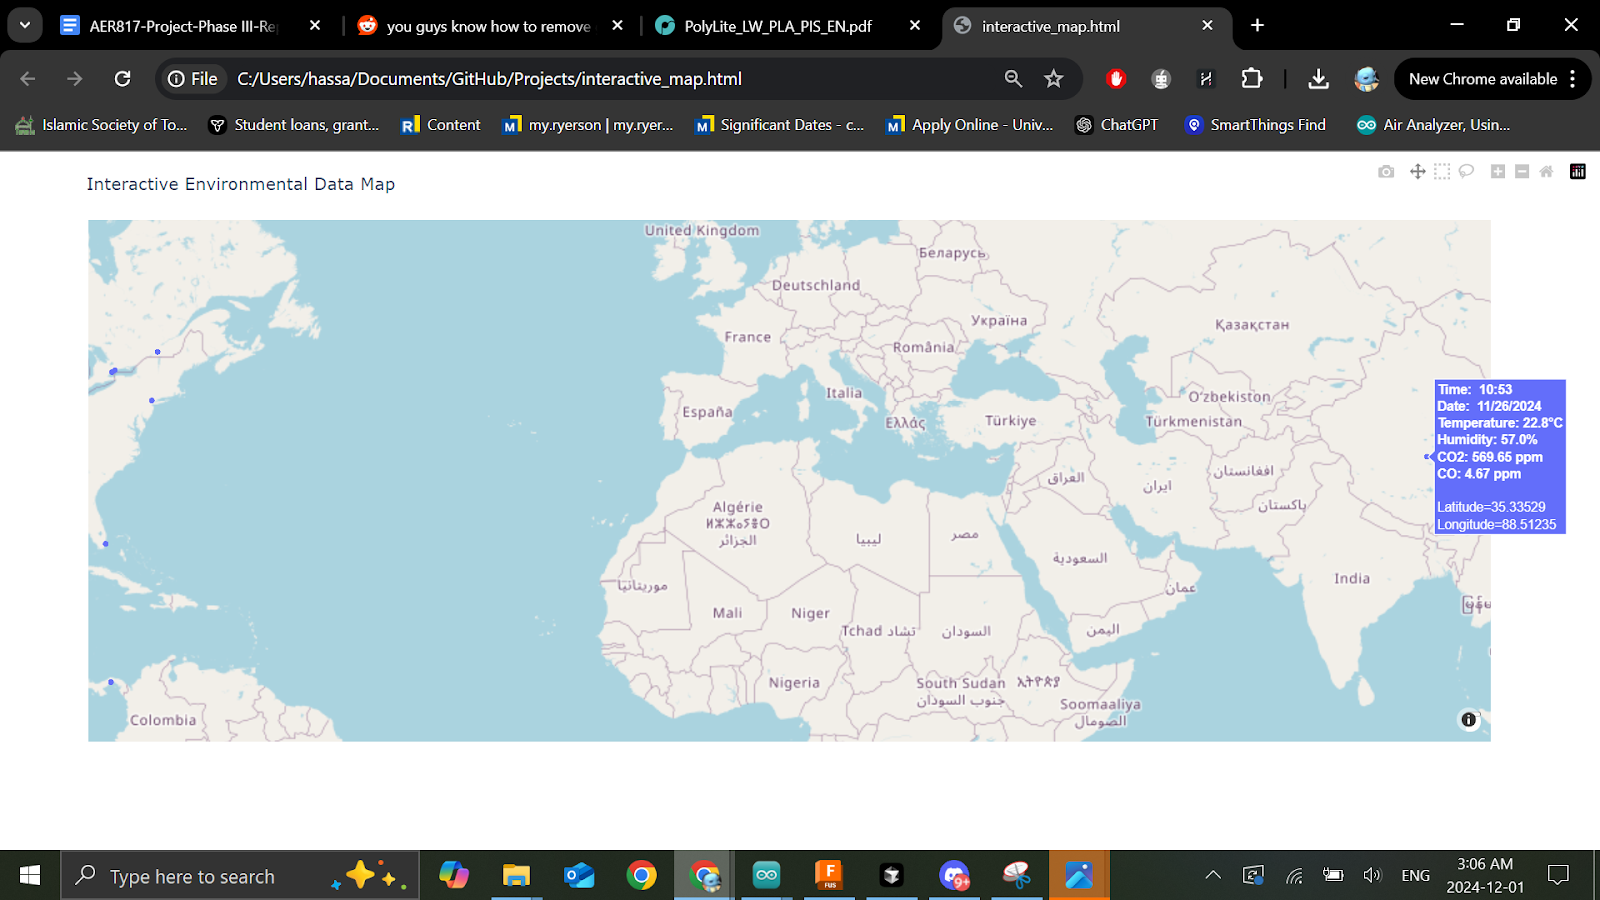 AER817-Project-Phase III-Re
you guys know how to remove
PolyLite_LW_PLA_PIS_EN.pdf
interactive_map.html
File
C:/Users/hassa/Documents/GitHub/Projects/interactive_map.html
New Chrome available
Islamic Society of To...
Student loans, grant...
Content
my.ryerson | my.ryer...
Significant Dates - c...
Apply Online - Univ...
ChatGPT
SmartThings Find
Air Analyzer, Usin...
Interactive Environmental Data Map
United Kingdom
Беларусь
Deutschland
Україна
Қазақстан
France
România
Italia
O'zbekiston
España
Ελλάς
Türkiye
Türkmenistan
افغانستان
العراق
ایران
پاکستان
Algérie
ⵍⵣⵣⴰⵢⴻⵔ
الجزائر
ليبيا
مصر
السعودية
India
موريتانيا
عمان
Mali
Niger
Tchad تشاد
السودان
اليمن
Nigeria
South Sudan
جنوب السودان
ኢትዮጵያ
Soomaaliya
الصومال
Colombia
Time: 10:53
Date: 11/26/2024
Temperature: 22.8°C
Humidity: 57.0%
CO2: 569.65 ppm
CO: 4.67 ppm
Latitude=35.33529
Longitude=88.51235
Type here to search
F
FUS
9+
ENG
3:06 AM
2024-12-01